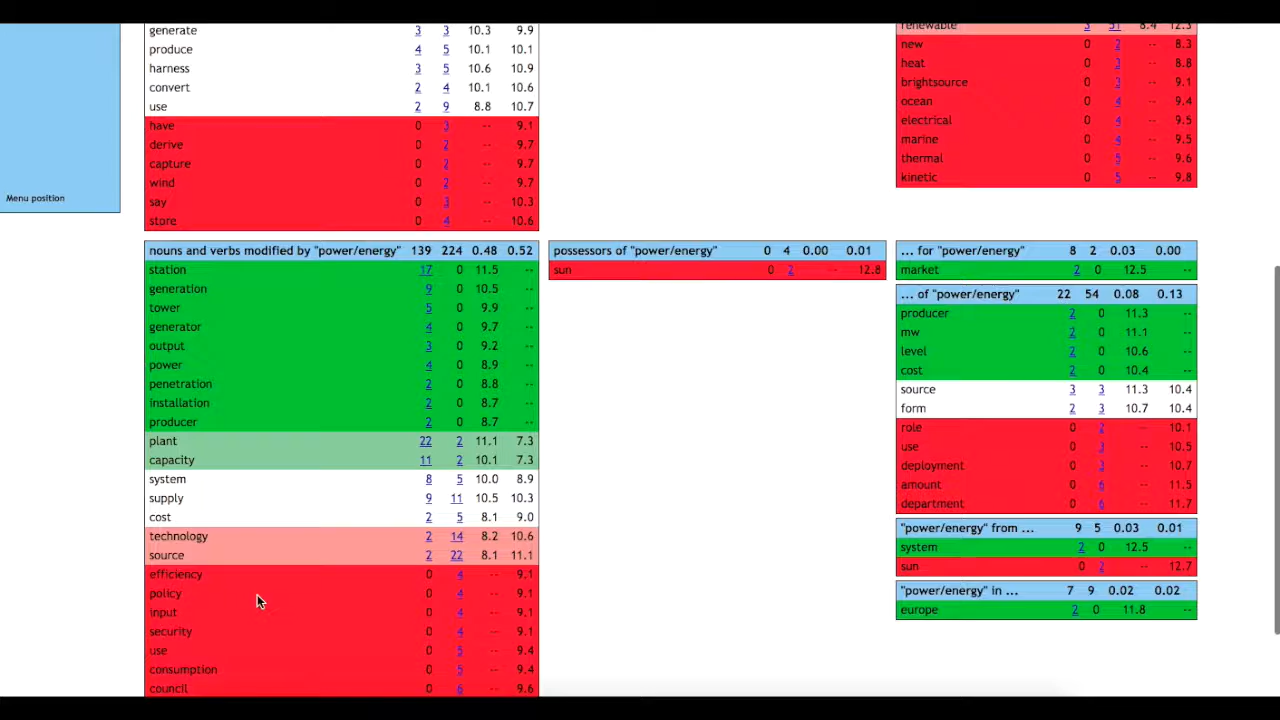 generate 3 3 10.3 9.9
produce 4 5 10.1 10.1
harness 3 5 10.6 10.9
convert 2 4 10.1 10.6
use 2 9 8.8 10.7
have 0 3 -- 9.1
derive 0 2 -- 9.7
capture 0 2 -- 9.7
wind 0 2 -- 9.7
say 0 3 -- 10.3
store 0 4 -- 10.6
renewable 3 51 8.4 12.3
new 0 2 -- 8.3
heat 0 3 -- 8.8
brightsource 0 3 -- 9.1
ocean 0 4 -- 9.4
electrical 0 4 -- 9.5
marine 0 4 -- 9.5
thermal 0 5 -- 9.6
kinetic 0 5 -- 9.8
Menu position
nouns and verbs modified by "power/energy" 139 224 0.48 0.52
station 17 0 11.5 --
generation 9 0 10.5 --
tower 5 0 9.9 --
generator 4 0 9.7 --
output 3 0 9.2 --
power 4 0 8.9 --
penetration 2 0 8.8 --
installation 2 0 8.7 --
producer 2 0 8.7 --
plant 22 2 11.1 7.3
capacity 11 2 10.1 7.3
system 8 5 10.0 8.9
supply 9 11 10.5 10.3
cost 2 5 8.1 9.0
technology 2 14 8.2 10.6
source 2 22 8.1 11.1
efficiency 0 4 -- 9.1
policy 0 4 -- 9.1
input 0 4 -- 9.1
security 0 4 -- 9.1
use 0 5 -- 9.4
consumption 0 5 -- 9.4
council 0 6 -- 9.6
possessors of "power/energy" 0 4 0.00 0.01
sun 0 2 -- 12.8
... for "power/energy" 8 2 0.03 0.00
market 2 0 12.5 --
... of "power/energy" 22 54 0.08 0.13
producer 2 0 11.3 --
mw 2 0 11.1 --
level 2 0 10.6 --
cost 2 0 10.4 --
source 3 3 11.3 10.4
form 2 3 10.7 10.4
role 0 2 -- 10.1
use 0 3 -- 10.5
deployment 0 3 -- 10.7
amount 0 6 -- 11.5
department 0 6 -- 11.7
"power/energy" from ... 9 5 0.03 0.01
system 2 0 12.5 --
sun 0 2 -- 12.7
"power/energy" in ... 7 9 0.02 0.02
europe 2 0 11.8 --